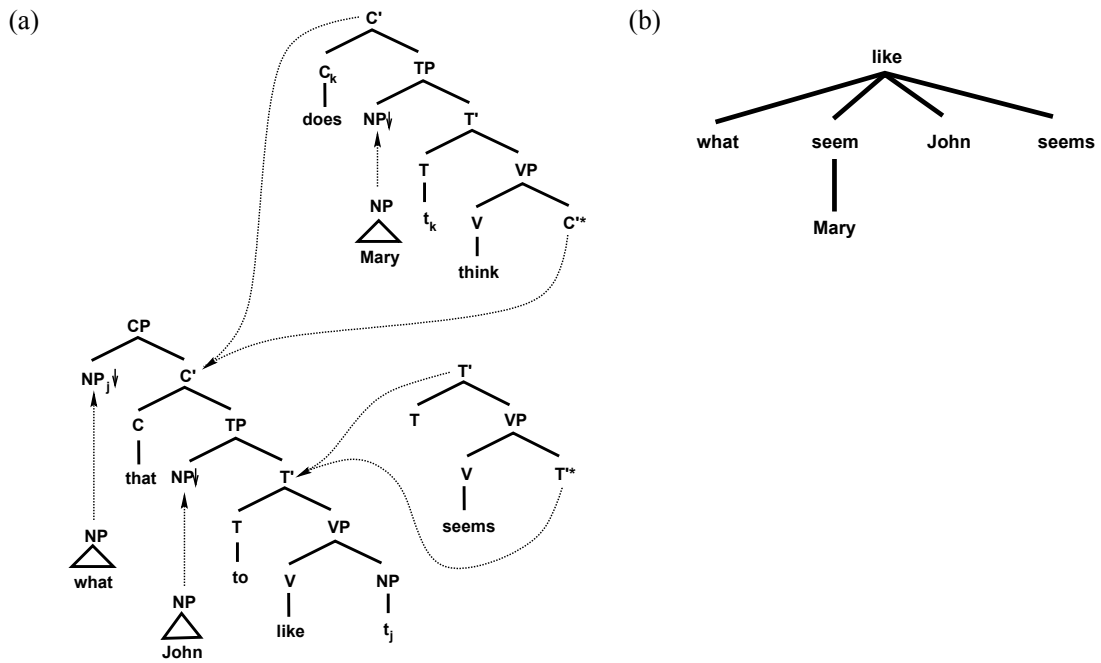 (a)
C'
C_k TP
does NP↓ T'
NP T VP
Mary t_k V C'*
think
CP
NP_j↓ C'
C TP
that NP↓ T'
T VP
to V NP
like t_j
NP
what
NP
John
T'
T VP
V T'*
seems
(b)
like
what seem John seems
Mary